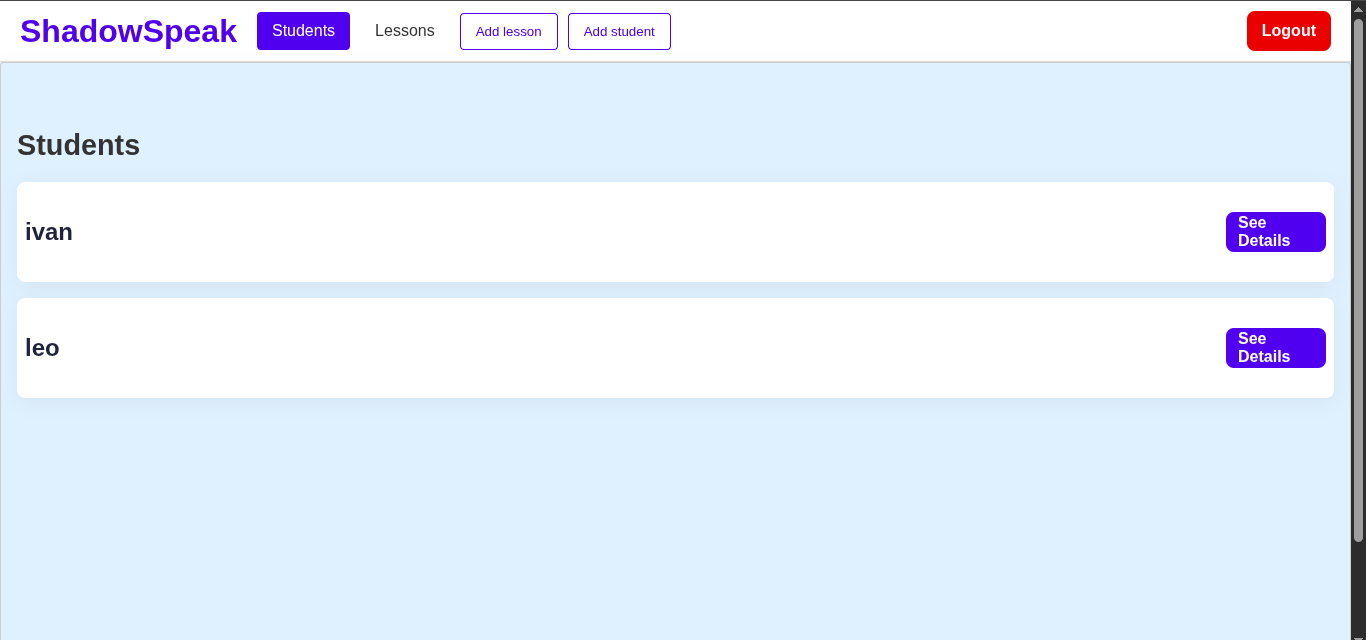 ShadowSpeak Students Lessons Add lesson Add student Logout
Students
ivan
See
Details
leo
See
Details